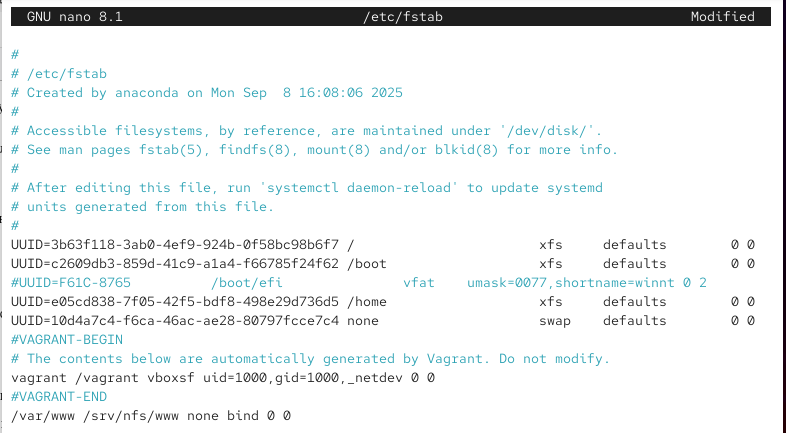 GNU nano 8.1 /etc/fstab Modified
#
# /etc/fstab
# Created by anaconda on Mon Sep  8 16:08:06 2025
#
# Accessible filesystems, by reference, are maintained under '/dev/disk/'.
# See man pages fstab(5), findfs(8), mount(8) and/or blkid(8) for more info.
#
# After editing this file, run 'systemctl daemon-reload' to update systemd
# units generated from this file.
#
UUID=3b63f118-3ab0-4ef9-924b-0f58bc98b6f7 /                         xfs     defaults        0 0
UUID=c2609db3-859d-41c9-a1a4-f66785f24f62 /boot                     xfs     defaults        0 0
#UUID=F61C-8765          /boot/efi               vfat    umask=0077,shortname=winnt 0 2
UUID=e05cd838-7f05-42f5-bdf8-498e29d736d5 /home                     xfs     defaults        0 0
UUID=10d4a7c4-f6ca-46ac-ae28-80797fcce7c4 none                      swap    defaults        0 0
#VAGRANT-BEGIN
# The contents below are automatically generated by Vagrant. Do not modify.
vagrant /vagrant vboxsf uid=1000,gid=1000,_netdev 0 0
#VAGRANT-END
/var/www /srv/nfs/www none bind 0 0